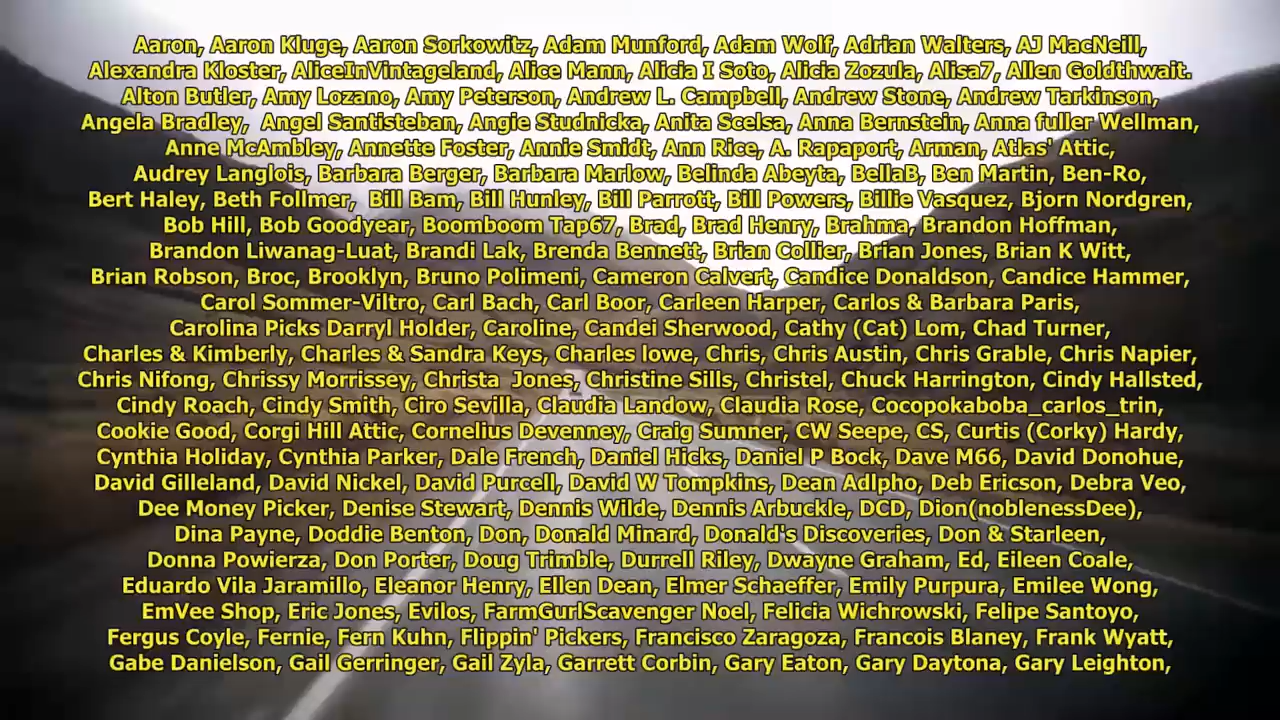 Aaron, Aaron Kluge, Aaron Sorkowitz, Adam Munford, Adam Wolf, Adrian Walters, AJ MacNeill,
Alexandra Kloster, AliceInVintageland, Alice Mann, Alicia I Soto, Alicia Zozula, Alisa7, Allen Goldthwait.
Alton Butler, Amy Lozano, Amy Peterson, Andrew L. Campbell, Andrew Stone, Andrew Tarkinson,
Angela Bradley,  Angel Santisteban, Angie Studnicka, Anita Scelsa, Anna Bernstein, Anna fuller Wellman,
Anne McAmbley, Annette Foster, Annie Smidt, Ann Rice, A. Rapaport, Arman, Atlas' Attic,
Audrey Langlois, Barbara Berger, Barbara Marlow, Belinda Abeyta, BellaB, Ben Martin, Ben-Ro,
Bert Haley, Beth Follmer,  Bill Bam, Bill Hunley, Bill Parrott, Bill Powers, Billie Vasquez, Bjorn Nordgren,
Bob Hill, Bob Goodyear, Boomboom Tap67, Brad, Brad Henry, Brahma, Brandon Hoffman,
Brandon Liwanag-Luat, Brandi Lak, Brenda Bennett, Brian Collier, Brian Jones, Brian K Witt,
Brian Robson, Broc, Brooklyn, Bruno Polimeni, Cameron Calvert, Candice Donaldson, Candice Hammer,
Carol Sommer-Viltro, Carl Bach, Carl Boor, Carleen Harper, Carlos & Barbara Paris,
Carolina Picks Darryl Holder, Caroline, Candei Sherwood, Cathy (Cat) Lom, Chad Turner,
Charles & Kimberly, Charles & Sandra Keys, Charles lowe, Chris, Chris Austin, Chris Grable, Chris Napier,
Chris Nifong, Chrissy Morrissey, Christa  Jones, Christine Sills, Christel, Chuck Harrington, Cindy Hallsted,
Cindy Roach, Cindy Smith, Ciro Sevilla, Claudia Landow, Claudia Rose, Cocopokaboba_carlos_trin,
Cookie Good, Corgi Hill Attic, Cornelius Devenney, Craig Sumner, CW Seepe, CS, Curtis (Corky) Hardy,
Cynthia Holiday, Cynthia Parker, Dale French, Daniel Hicks, Daniel P Bock, Dave M66, David Donohue,
David Gilleland, David Nickel, David Purcell, David W Tompkins, Dean Adlpho, Deb Ericson, Debra Veo,
Dee Money Picker, Denise Stewart, Dennis Wilde, Dennis Arbuckle, DCD, Dion(noblenessDee),
Dina Payne, Doddie Benton, Don, Donald Minard, Donald's Discoveries, Don & Starleen,
Donna Powierza, Don Porter, Doug Trimble, Durrell Riley, Dwayne Graham, Ed, Eileen Coale,
Eduardo Vila Jaramillo, Eleanor Henry, Ellen Dean, Elmer Schaeffer, Emily Purpura, Emilee Wong,
EmVee Shop, Eric Jones, Evilos, FarmGurlScavenger Noel, Felicia Wichrowski, Felipe Santoyo,
Fergus Coyle, Fernie, Fern Kuhn, Flippin' Pickers, Francisco Zaragoza, Francois Blaney, Frank Wyatt,
Gabe Danielson, Gail Gerringer, Gail Zyla, Garrett Corbin, Gary Eaton, Gary Daytona, Gary Leighton,